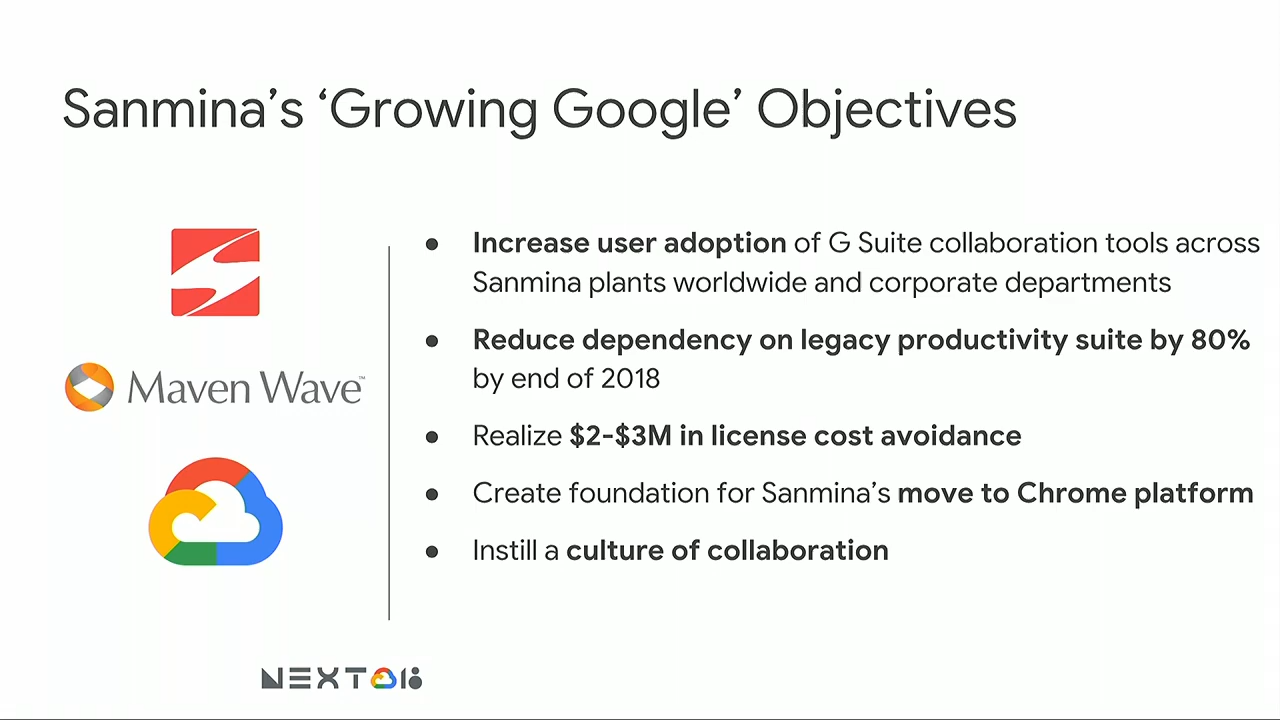 Sanmina’s ‘Growing Google’ Objectives
● Increase user adoption of G Suite collaboration tools across
Sanmina plants worldwide and corporate departments
● Reduce dependency on legacy productivity suite by 80%
by end of 2018
● Realize $2-$3M in license cost avoidance
● Create foundation for Sanmina’s move to Chrome platform
● Instill a culture of collaboration
Maven Wave™
NEXT 18